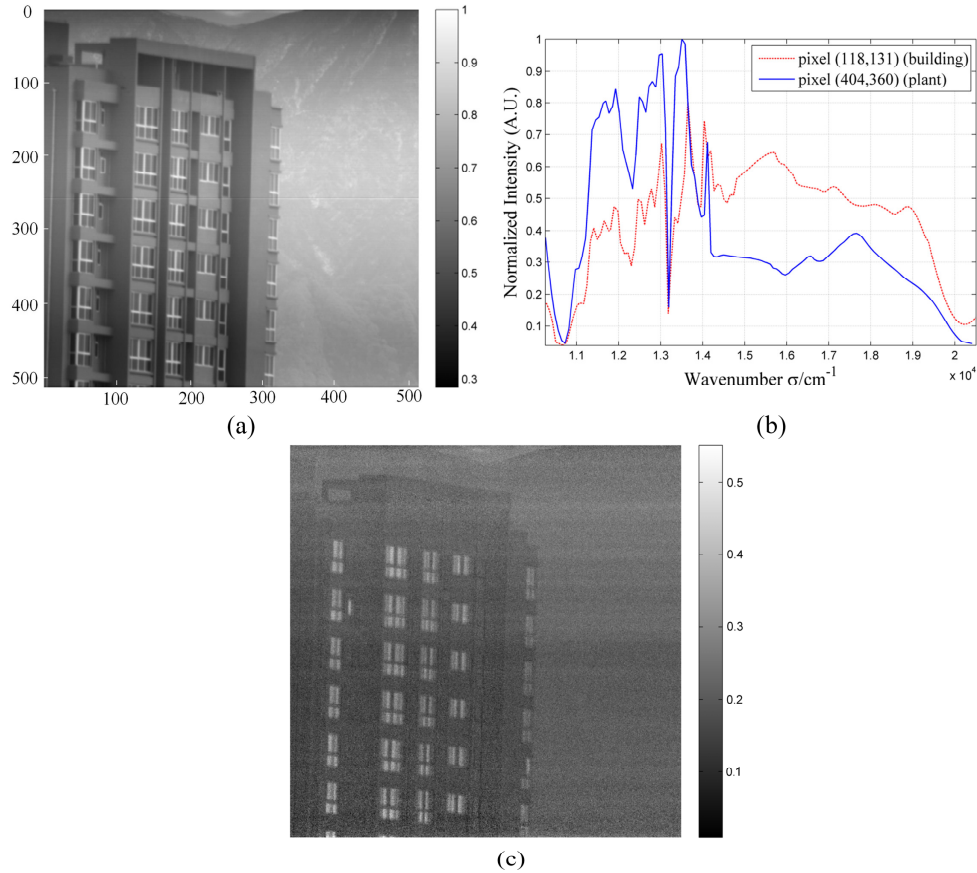 0
100
200
300
400
500
100 200 300 400 500
1
0.9
0.8
0.7
0.6
0.5
0.4
0.3
(a)
1
0.9
0.8
0.7
0.6
0.5
0.4
0.3
0.2
0.1
Normalized Intensity (A.U.)
pixel (118,131) (building)
pixel (404,360) (plant)
1.1 1.2 1.3 1.4 1.5 1.6 1.7 1.8 1.9 2
x 10⁴
Wavenumber σ/cm⁻¹
(b)
0.5
0.4
0.3
0.2
0.1
(c)